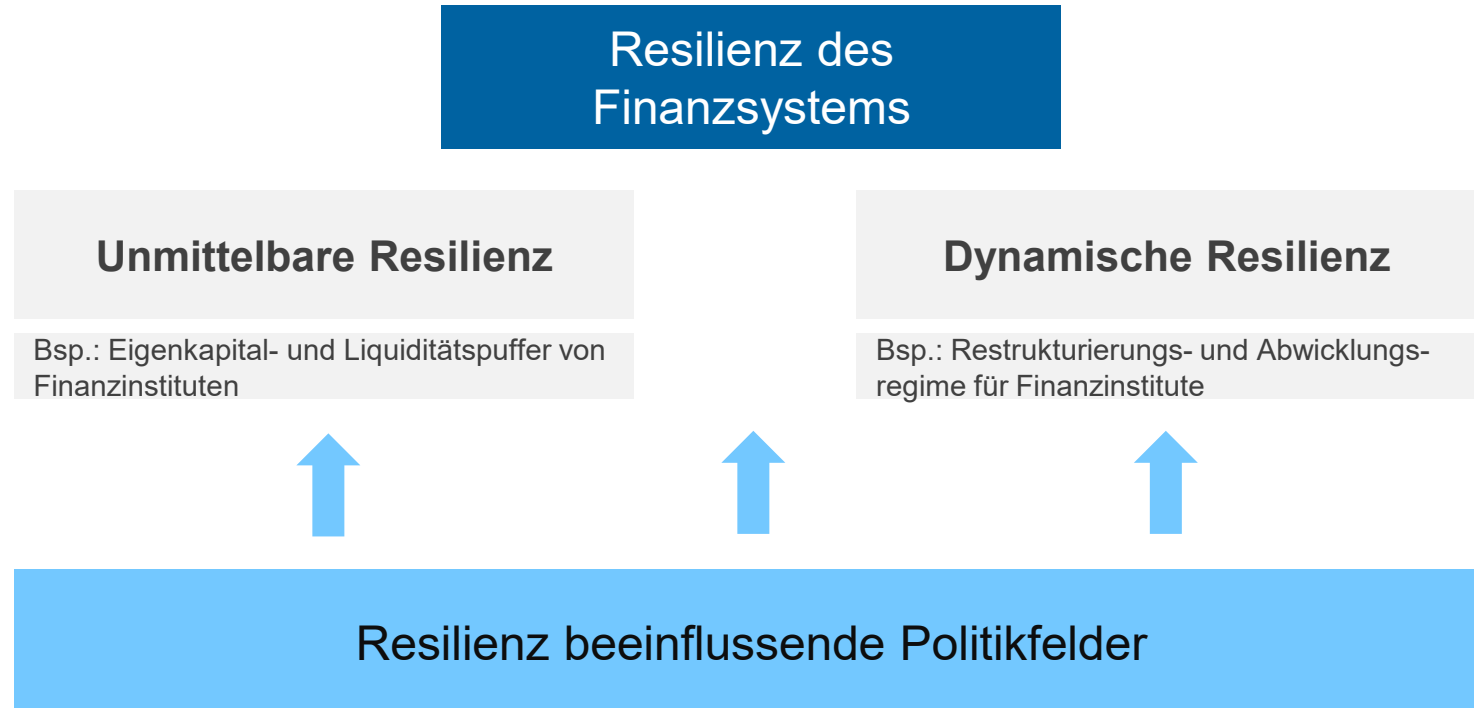 Resilienz des
Finanzsystems
Unmittelbare Resilienz
Bsp.: Eigenkapital- und Liquiditätspuffer von
Finanzinstituten
Dynamische Resilienz
Bsp.: Restrukturierungs- und Abwicklungs-
regime für Finanzinstitute
Resilienz beeinflussende Politikfelder